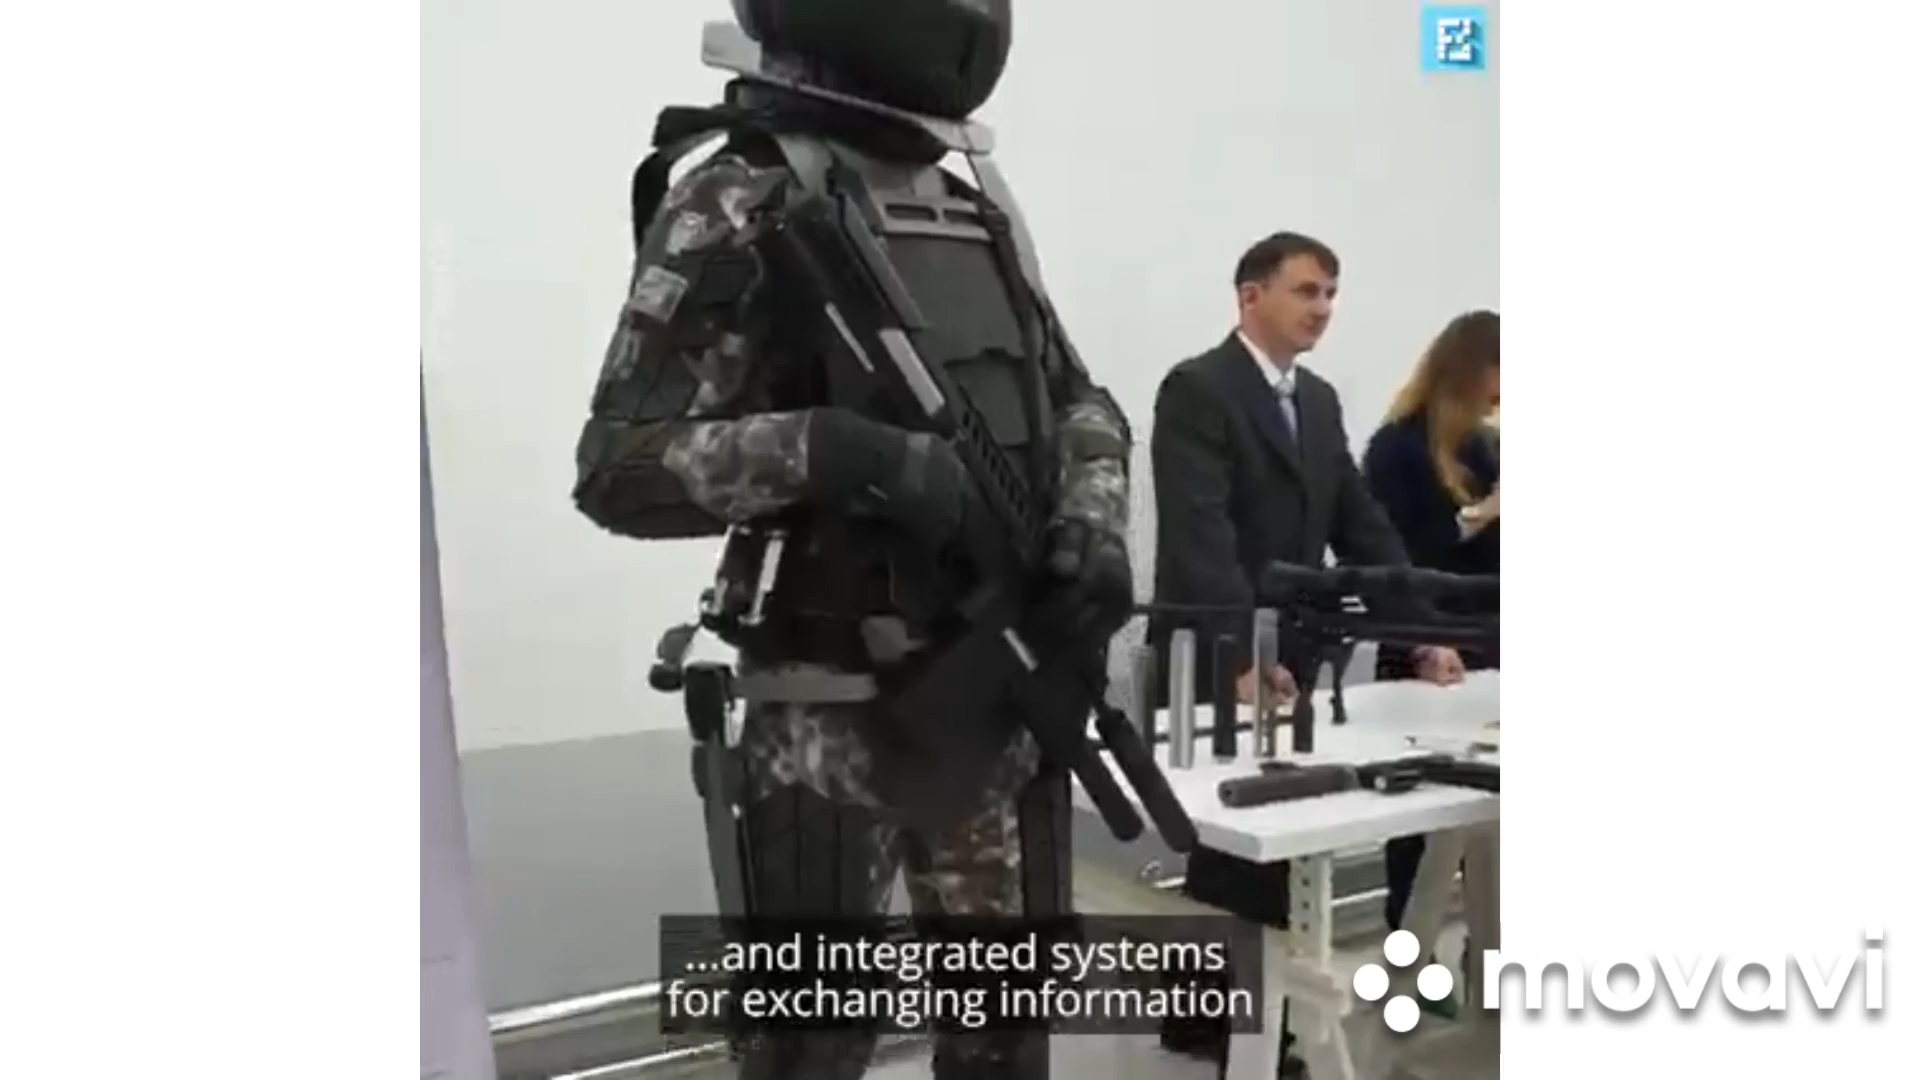 ...and integrated systems
for exchanging information
movavi